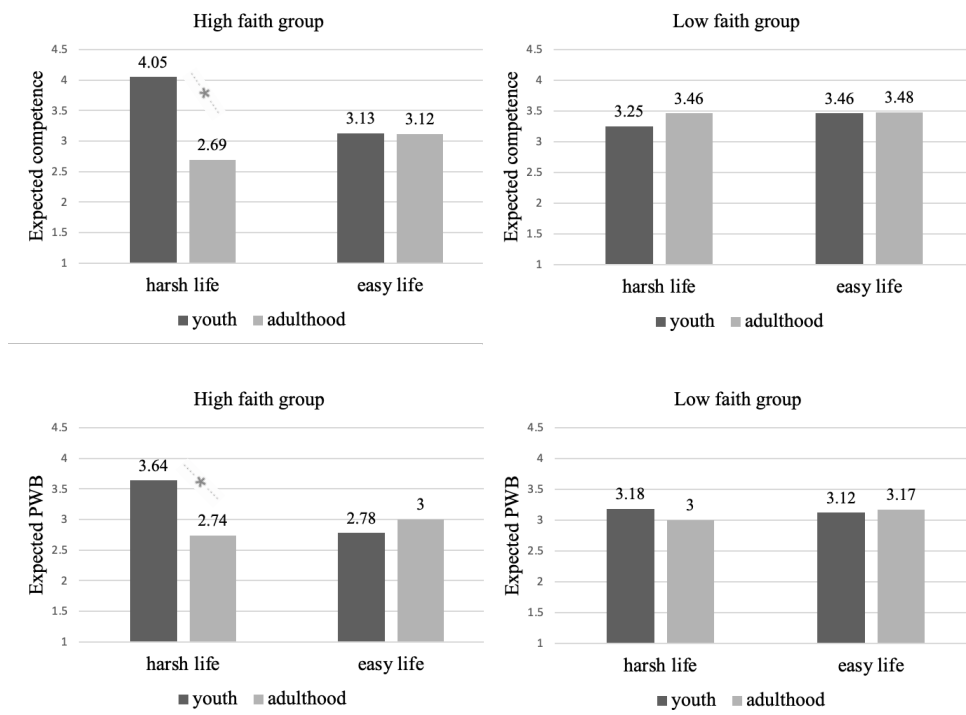 High faith group
Expected competence
4.5
4
3.5
3
2.5
2
1.5
1
4.05
*
2.69
3.13
3.12
harsh life
easy life
youth
adulthood
Low faith group
Expected competence
4.5
4
3.5
3
2.5
2
1.5
1
3.25
3.46
3.46
3.48
harsh life
easy life
youth
adulthood
High faith group
Expected PWB
4.5
4
3.5
3
2.5
2
1.5
1
3.64
*
2.74
2.78
3
harsh life
easy life
youth
adulthood
Low faith group
Expected PWB
4.5
4
3.5
3
2.5
2
1.5
1
3.18
3
3.12
3.17
harsh life
easy life
youth
adulthood